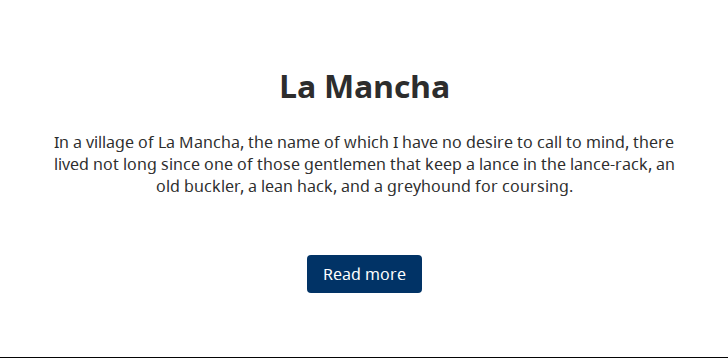 La Mancha
In a village of La Mancha, the name of which I have no desire to call to mind, there
lived not long since one of those gentlemen that keep a lance in the lance-rack, an
old buckler, a lean hack, and a greyhound for coursing.
Read more